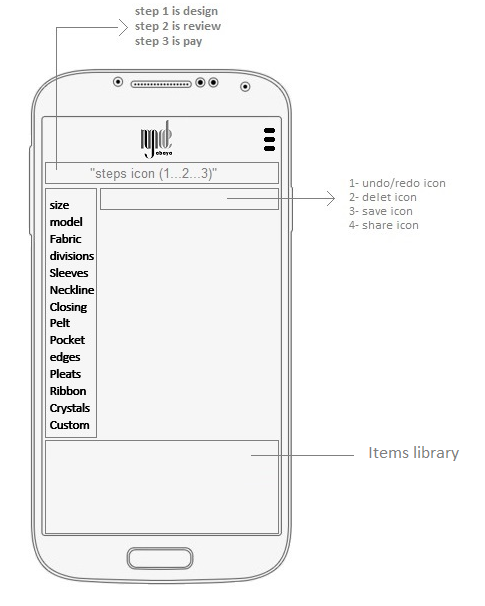 step 1 is design
step 2 is review
step 3 is pay
abaya
"steps icon (1...2...3)"
1- undo/redo icon
2- delet icon
3- save icon
4- share icon
size
model
Fabric
divisions
Sleeves
Neckline
Closing
Pelt
Pocket
edges
Pleats
Ribbon
Crystals
Custom
Items library